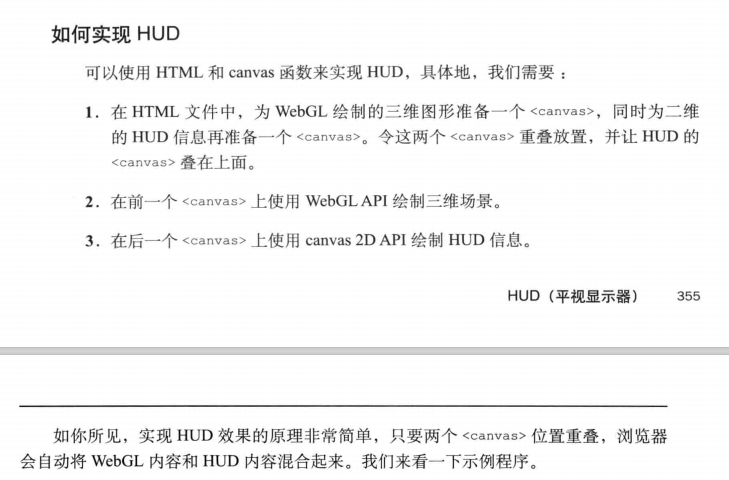 如何实现 HUD
可以使用 HTML 和 canvas 函数来实现 HUD，具体地，我们需要：
1．在 HTML 文件中，为 WebGL 绘制的三维图形准备一个 <canvas>，同时为二维
的 HUD 信息再准备一个 <canvas>。令这两个 <canvas> 重叠放置，并让 HUD 的
<canvas> 叠在上面。
2．在前一个 <canvas> 上使用 WebGL API 绘制三维场景。
3．在后一个 <canvas> 上使用 canvas 2D API 绘制 HUD 信息。
HUD（平视显示器） 355
如你所见，实现 HUD 效果的原理非常简单，只要两个 <canvas> 位置重叠，浏览器
会自动将 WebGL 内容和 HUD 内容混合起来。我们来看一下示例程序。